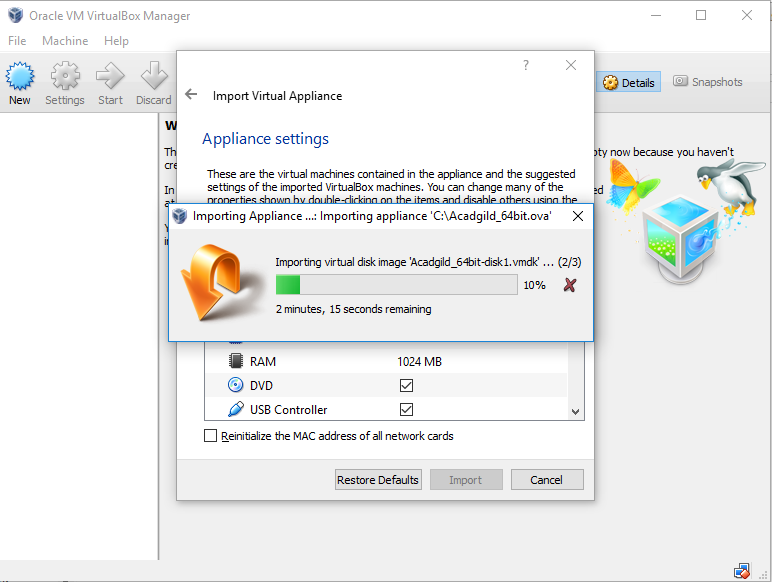 Oracle VM VirtualBox Manager
File Machine Help
New Settings Start Discard
Details Snapshots
?
Import Virtual Appliance
Appliance settings
These are the virtual machines contained in the appliance and the suggested
settings of the imported VirtualBox machines. You can change many of the
properties shown by double-clicking on the items and disable others using the
W
Th
pty now because you haven't
cre
In
ed
at
Importing Appliance ...: Importing appliance 'C:\Acadgild_64bit.ova'
Importing virtual disk image 'Acadgild_64bit-disk1.vmdk' ... (2/3)
10%
2 minutes, 15 seconds remaining
RAM 1024 MB
DVD
USB Controller
Reinitialize the MAC address of all network cards
Restore Defaults Import Cancel